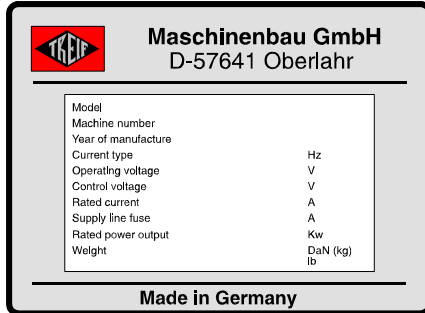 TREIF
Maschinenbau GmbH
D-57641 Oberlahr
Model
Machine number
Year of manufacture
Current type Hz
Operating voltage V
Control voltage V
Rated current A
Supply line fuse A
Rated power output Kw
Weight DaN (kg)
lb
Made in Germany